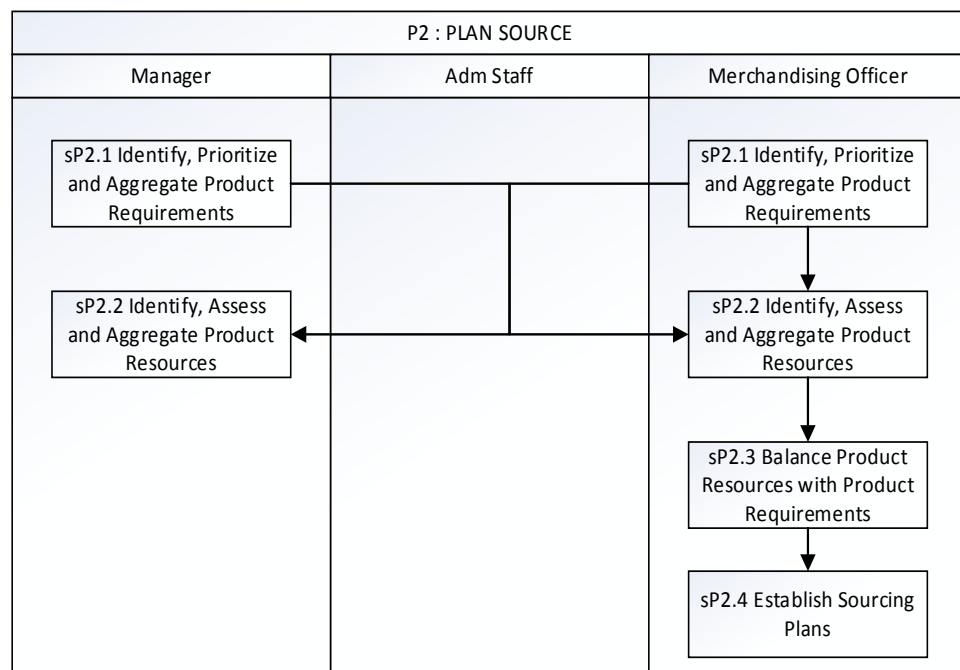 P2 : PLAN SOURCE
Manager
Adm Staff
Merchandising Officer
sP2.1 Identify, Prioritize
and Aggregate Product
Requirements
sP2.1 Identify, Prioritize
and Aggregate Product
Requirements
sP2.2 Identify, Assess
and Aggregate Product
Resources
sP2.2 Identify, Assess
and Aggregate Product
Resources
sP2.3 Balance Product
Resources with Product
Requirements
sP2.4 Establish Sourcing
Plans